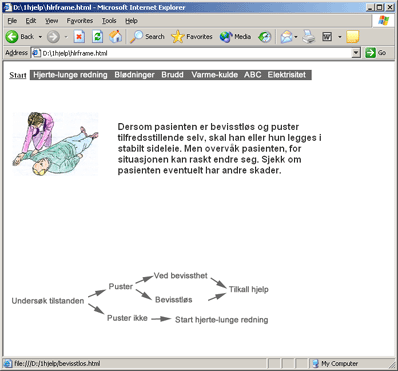 D:\1hjelp\hlrframe.html - Microsoft Internet Explorer
File Edit View Favorites Tools Help
Back Search Favorites
Address D:\1hjelp\hlrframe.html Go
Start Hjerte-lunge redning Blødninger Brudd Varme-kulde ABC Elektrisitet
Dersom pasienten er bevisstløs og puster
tilfredsstillende selv, skal han eller hun legges i
stabilt sideleie. Men overvåk pasienten, for
situasjonen kan raskt endre seg. Sjekk om
pasienten eventuelt har andre skader.
Ved bevissthet
Puster
Tilkall hjelp
Undersøk tilstanden
Bevisstløs
Puster ikke
Start hjerte-lunge redning
file:///D:/1hjelp/bevisstlos.html My Computer